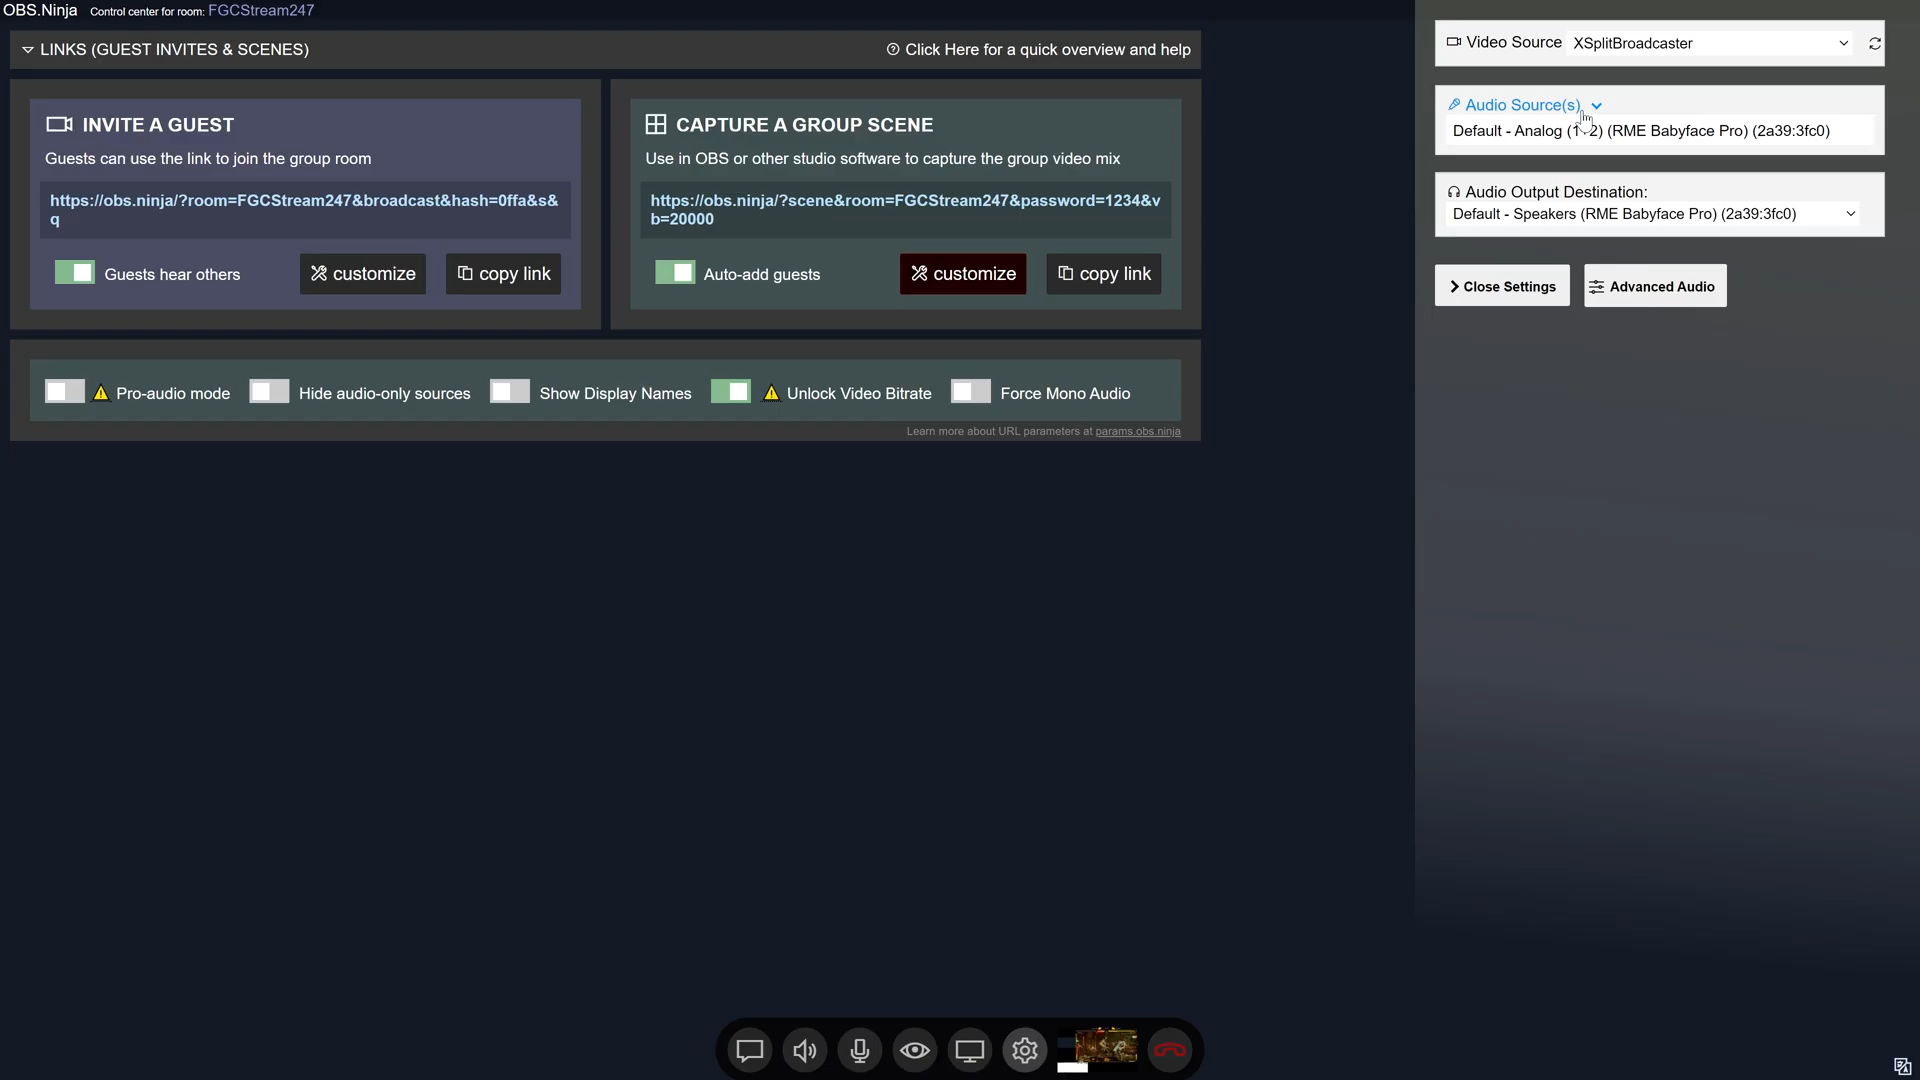 OBS.Ninja Control center for room: FGCStream247
LINKS (GUEST INVITES & SCENES)
Click Here for a quick overview and help
INVITE A GUEST
Guests can use the link to join the group room
https://obs.ninja/?room=FGCStream247&broadcast&hash=0ffa&s&
q
Guests hear others
customize
copy link
CAPTURE A GROUP SCENE
Use in OBS or other studio software to capture the group video mix
https://obs.ninja/?scene&room=FGCStream247&password=1234&v
b=20000
Auto-add guests
customize
copy link
Pro-audio mode
Hide audio-only sources
Show Display Names
Unlock Video Bitrate
Force Mono Audio
Learn more about URL parameters at params.obs.ninja
Video Source XSplitBroadcaster
Audio Source(s)
Default - Analog (1+2) (RME Babyface Pro) (2a39:3fc0)
Audio Output Destination:
Default - Speakers (RME Babyface Pro) (2a39:3fc0)
Close Settings
Advanced Audio